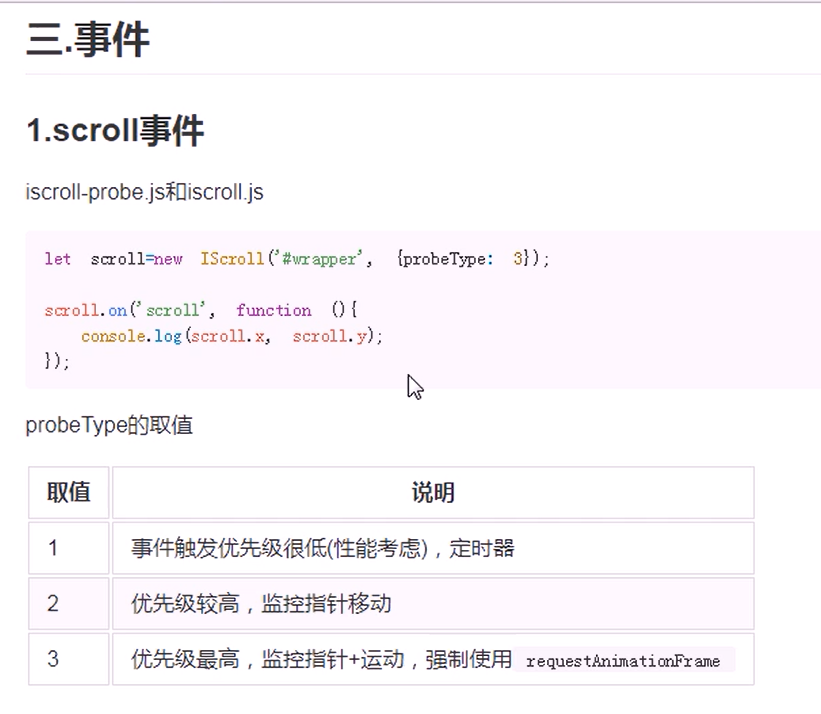 三.事件
1.scroll事件
iscroll-probe.js和iscroll.js
let scroll=new IScroll('#wrapper', {probeType: 3});
scroll.on('scroll', function (){
console.log(scroll.x, scroll.y);
});
probeType的取值
取值 说明
1 事件触发优先级很低(性能考虑)，定时器
2 优先级较高，监控指针移动
3 优先级最高，监控指针+运动，强制使用 requestAnimationFrame